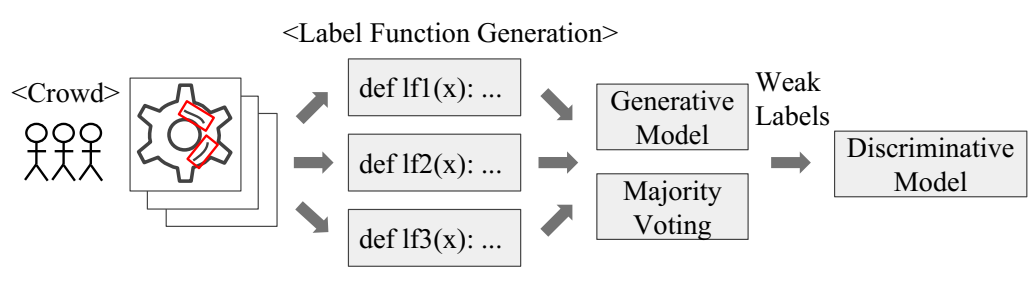 <Label Function Generation>
<Crowd>
def lf1(x): ...
def lf2(x): ...
def lf3(x): ...
Generative
Model
Majority
Voting
Weak
Labels
Discriminative
Model